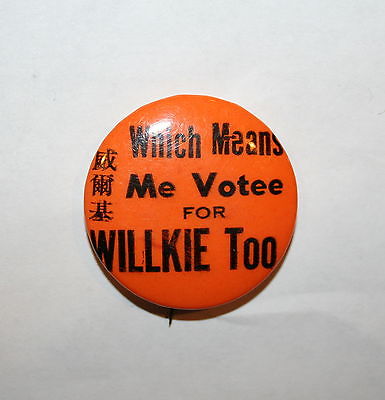 Which Means
威爾基
Me Votee
FOR
WILLKIE Too